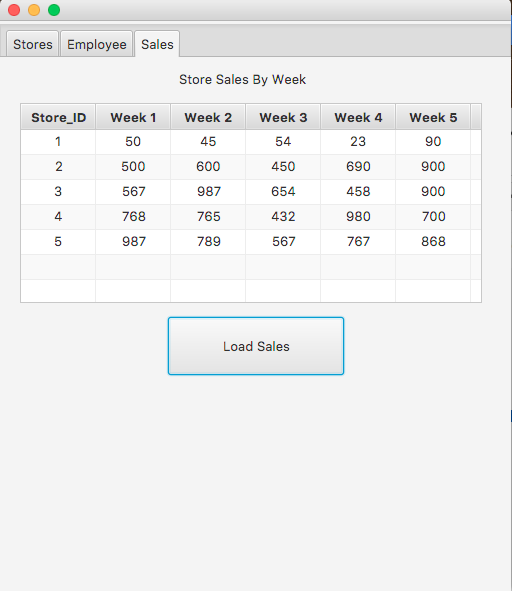 Stores Employee Sales
Store Sales By Week
Store_ID Week 1 Week 2 Week 3 Week 4 Week 5
1 50 45 54 23 90
2 500 600 450 690 900
3 567 987 654 458 900
4 768 765 432 980 700
5 987 789 567 767 868
Load Sales